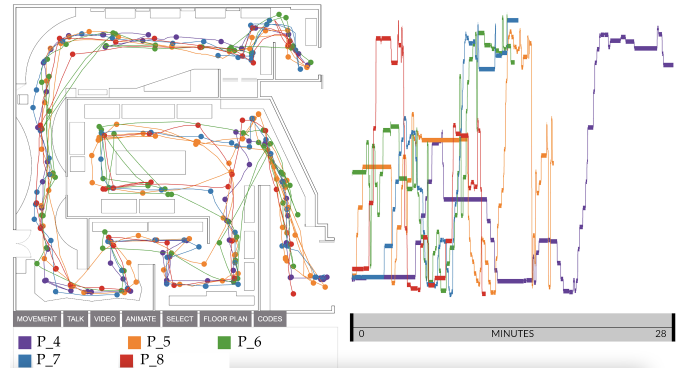 MOVEMENT TALK VIDEO ANIMATE SELECT FLOOR PLAN CODES
P_4 P_5 P_6
P_7 P_8
0 MINUTES 28